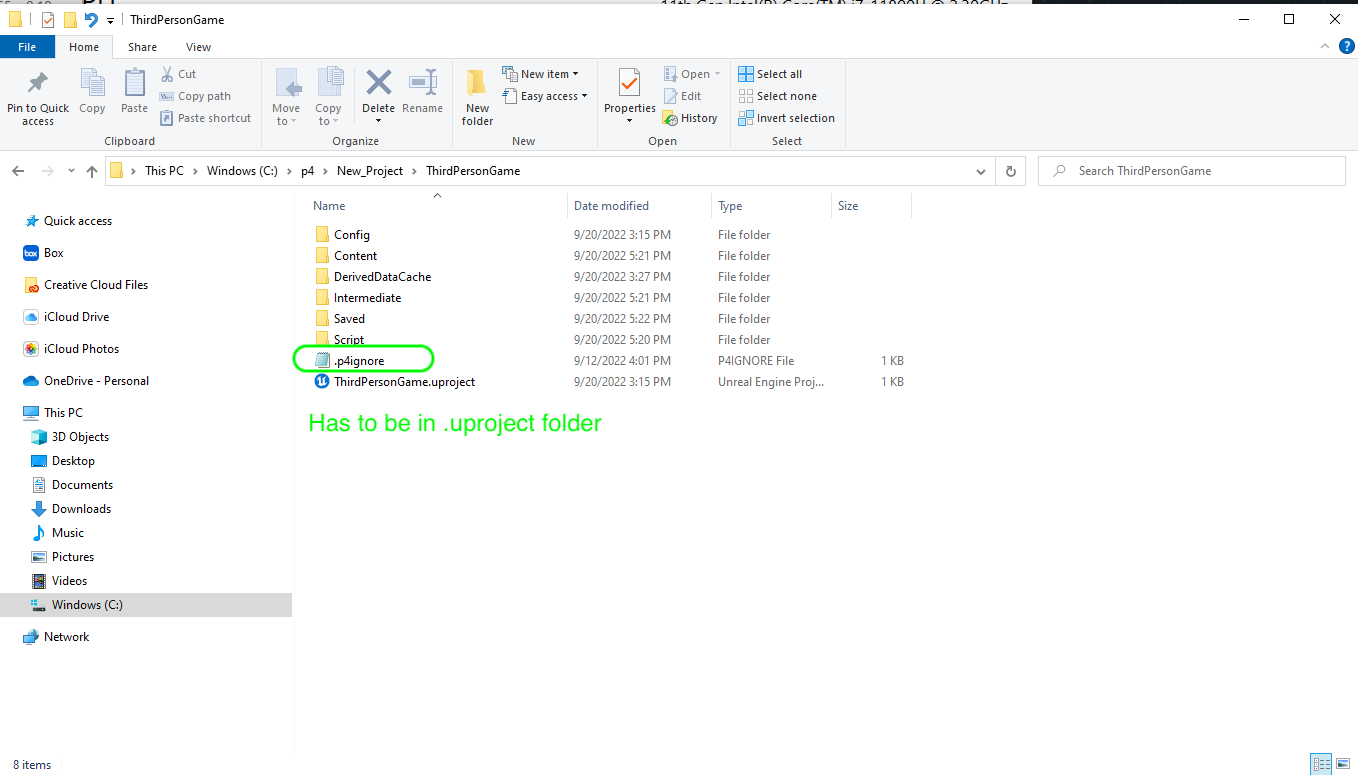 ThirdPersonGame
File Home Share View
Pin to Quick access
Copy
Paste
Cut
Copy path
Paste shortcut
Clipboard
Move to
Copy to
Delete
Rename
Organize
New folder
New item
Easy access
New
Properties
Open
Edit
History
Open
Select all
Select none
Invert selection
Select
This PC > Windows (C:) > p4 > New_Project > ThirdPersonGame
Search ThirdPersonGame
Quick access
box Box
Creative Cloud Files
iCloud Drive
iCloud Photos
OneDrive - Personal
This PC
3D Objects
Desktop
Documents
Downloads
Music
Pictures
Videos
Windows (C:)
Network
Name Date modified Type Size
Config 9/20/2022 3:15 PM File folder
Content 9/20/2022 5:21 PM File folder
DerivedDataCache 9/20/2022 3:27 PM File folder
Intermediate 9/20/2022 5:21 PM File folder
Saved 9/20/2022 5:22 PM File folder
Script 9/20/2022 5:20 PM File folder
.p4ignore 9/12/2022 4:01 PM P4IGNORE File 1 KB
ThirdPersonGame.uproject 9/20/2022 3:15 PM Unreal Engine Proj... 1 KB
Has to be in .uproject folder
8 items